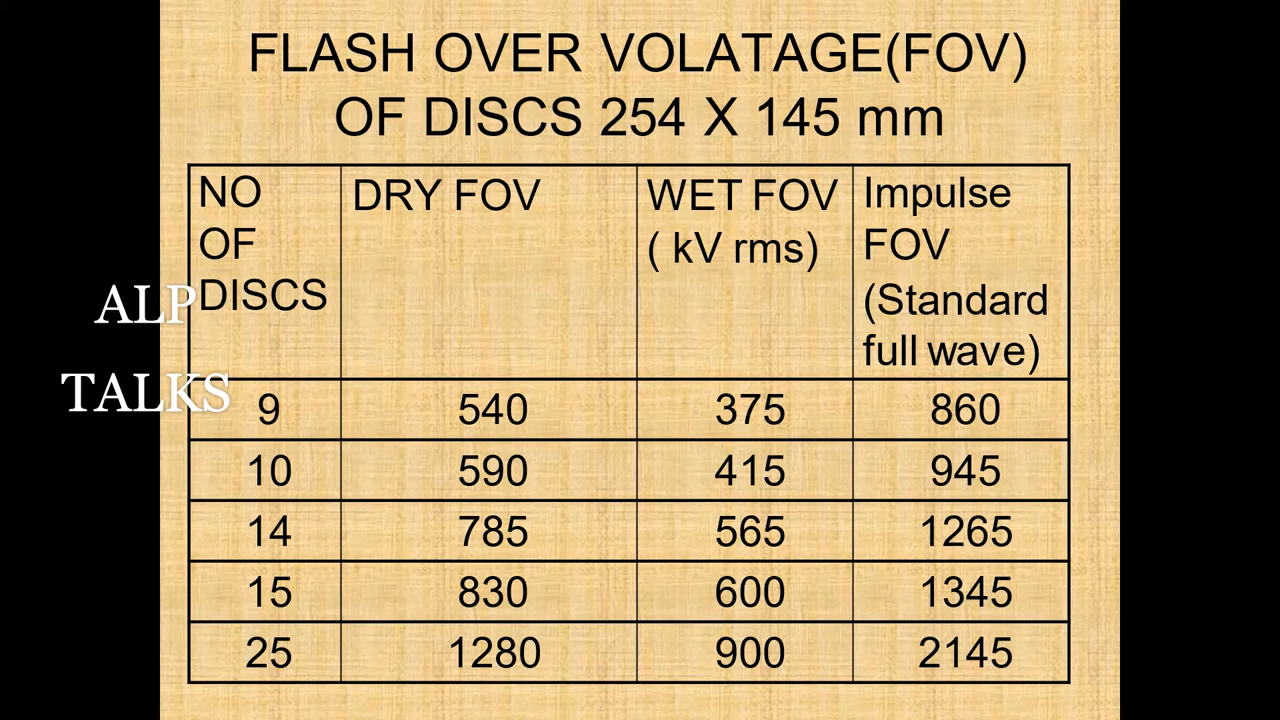 FLASH OVER VOLATAGE(FOV)
OF DISCS 254 X 145 mm
NO OF DISCS DRY FOV WET FOV ( kV rms) Impulse FOV (Standard full wave)
ALP
TALKS
9 540 375 860
10 590 415 945
14 785 565 1265
15 830 600 1345
25 1280 900 2145